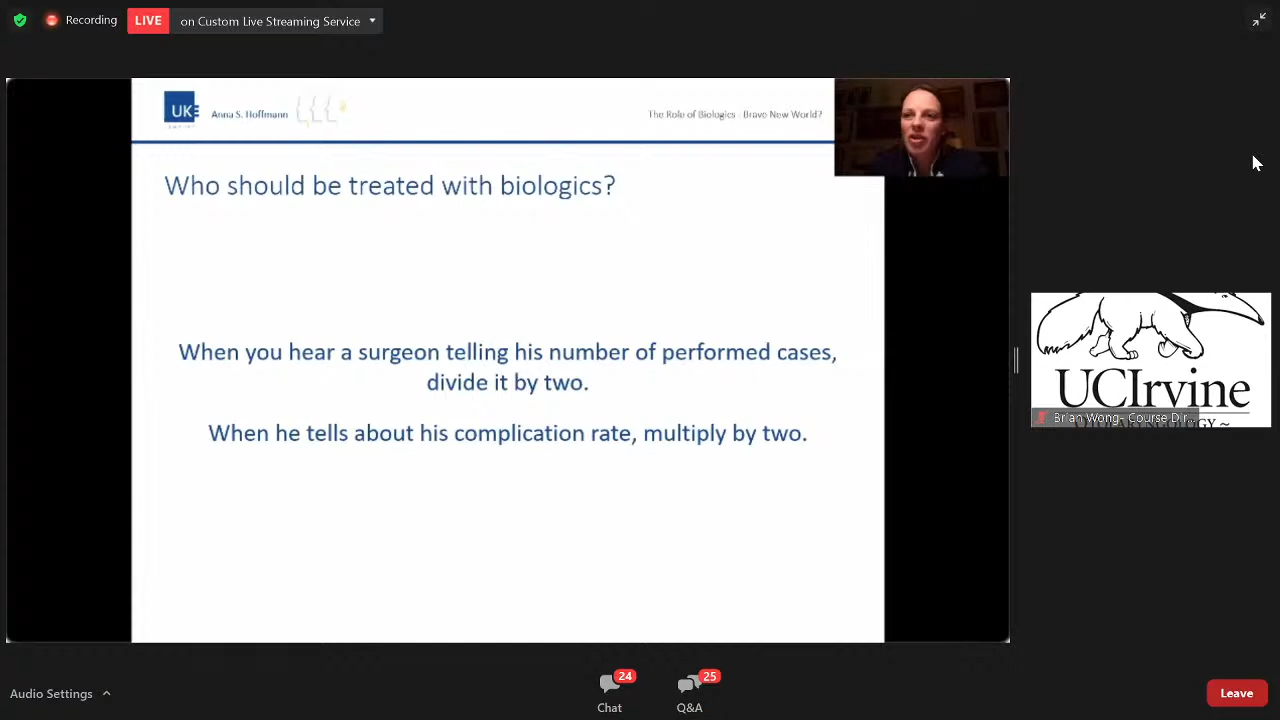 Recording
LIVE
on Custom Live Streaming Service
UKE
Anna S. Hoffmann
The Role of Biologics - Brave New World?
Who should be treated with biologics?
When you hear a surgeon telling his number of performed cases,
divide it by two.
When he tells about his complication rate, multiply by two.
UCIrvine
Brian Wong- Course Dir...
Audio Settings
24
Chat
25
Q&A
Leave